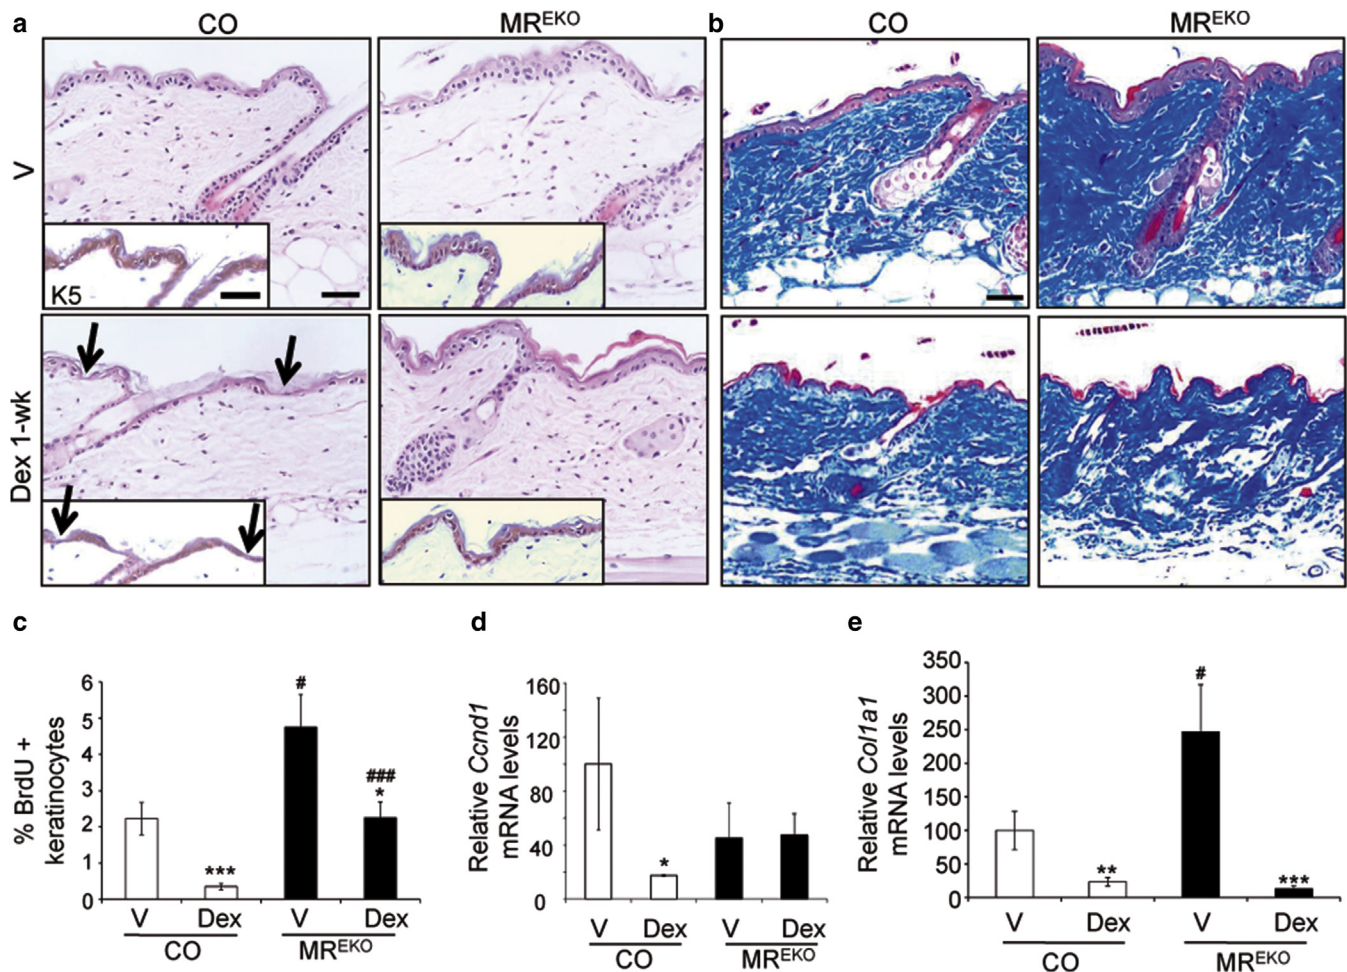 a
CO
MREKO
b
CO
MREKO
V
K5
Dex 1-wk
c
% BrdU +
keratinocytes
6
5
4
3
2
1
0
***
#
###
*
V
Dex
V
Dex
CO
MREKO
d
Relative Ccnd1
mRNA levels
160
120
80
40
0
*
V
Dex
V
Dex
CO
MREKO
e
Relative Col1a1
mRNA levels
350
300
250
200
150
100
50
0
**
#
***
V
Dex
V
Dex
CO
MREKO